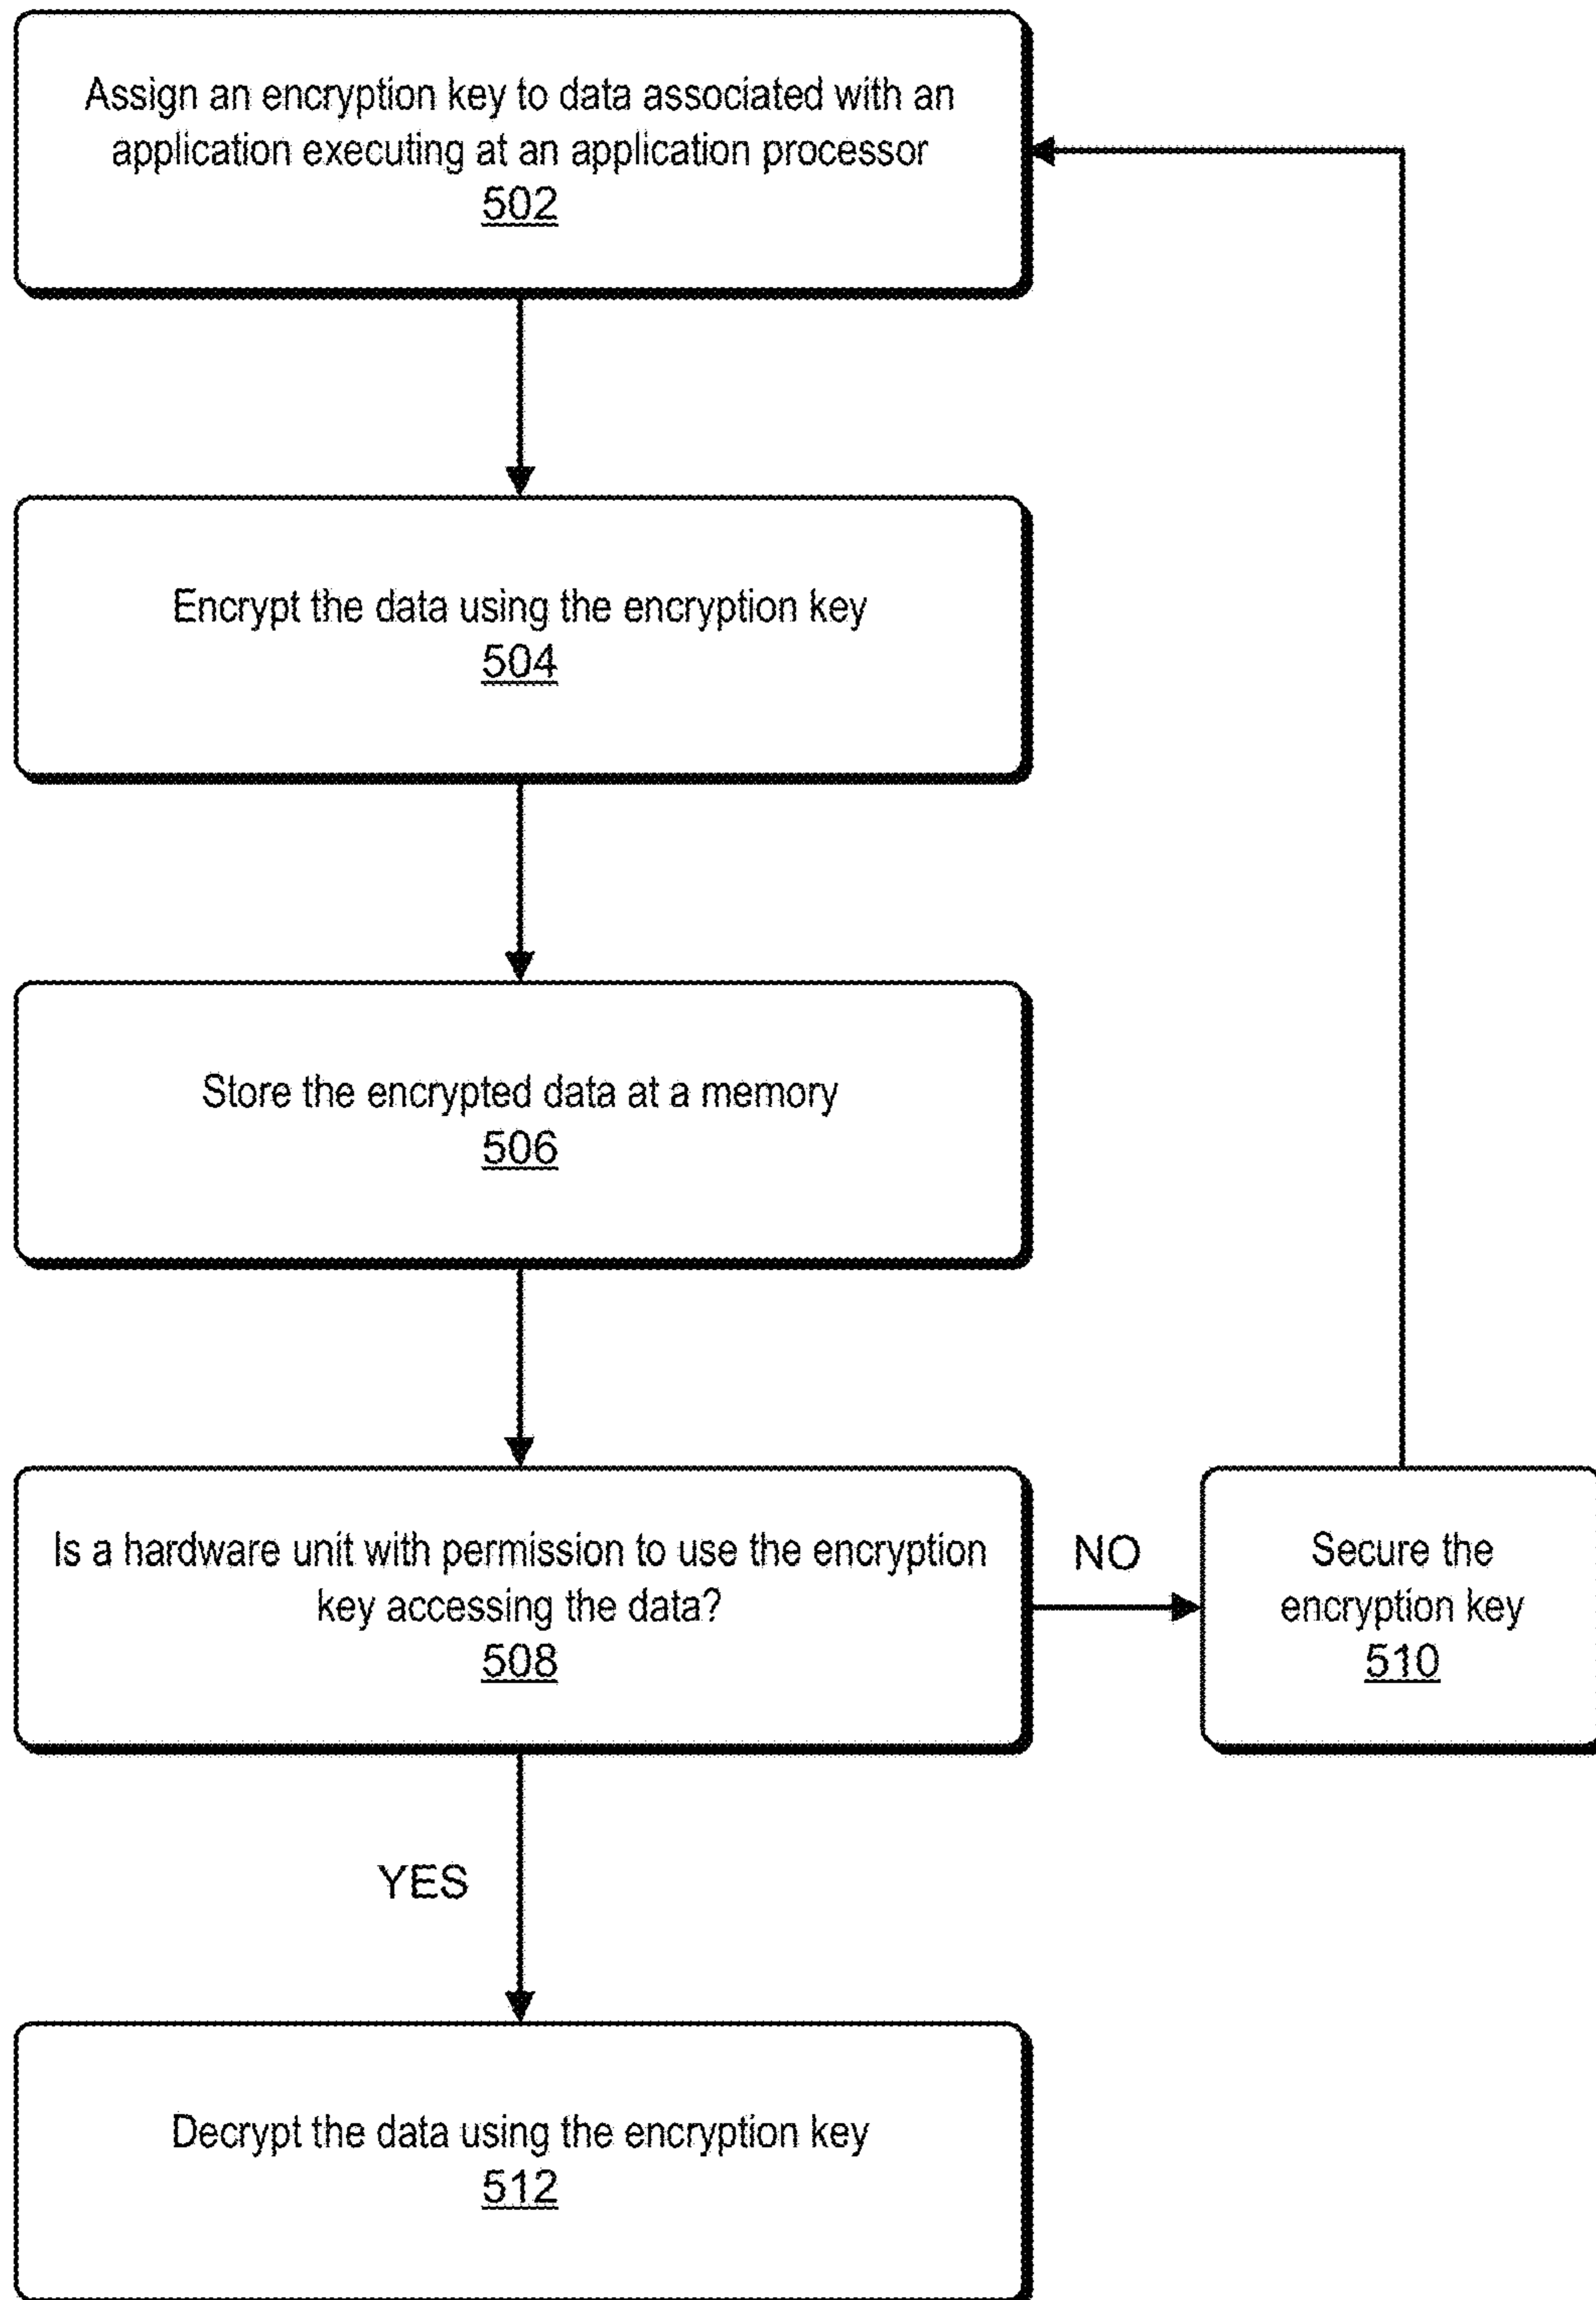 Assign an encryption key to data associated with an
application executing at an application processor
502
Encrypt the data using the encryption key
504
Store the encrypted data at a memory
506
Is a hardware unit with permission to use the encryption
key accessing the data?
508
NO
Secure the
encryption key
510
YES
Decrypt the data using the encryption key
512